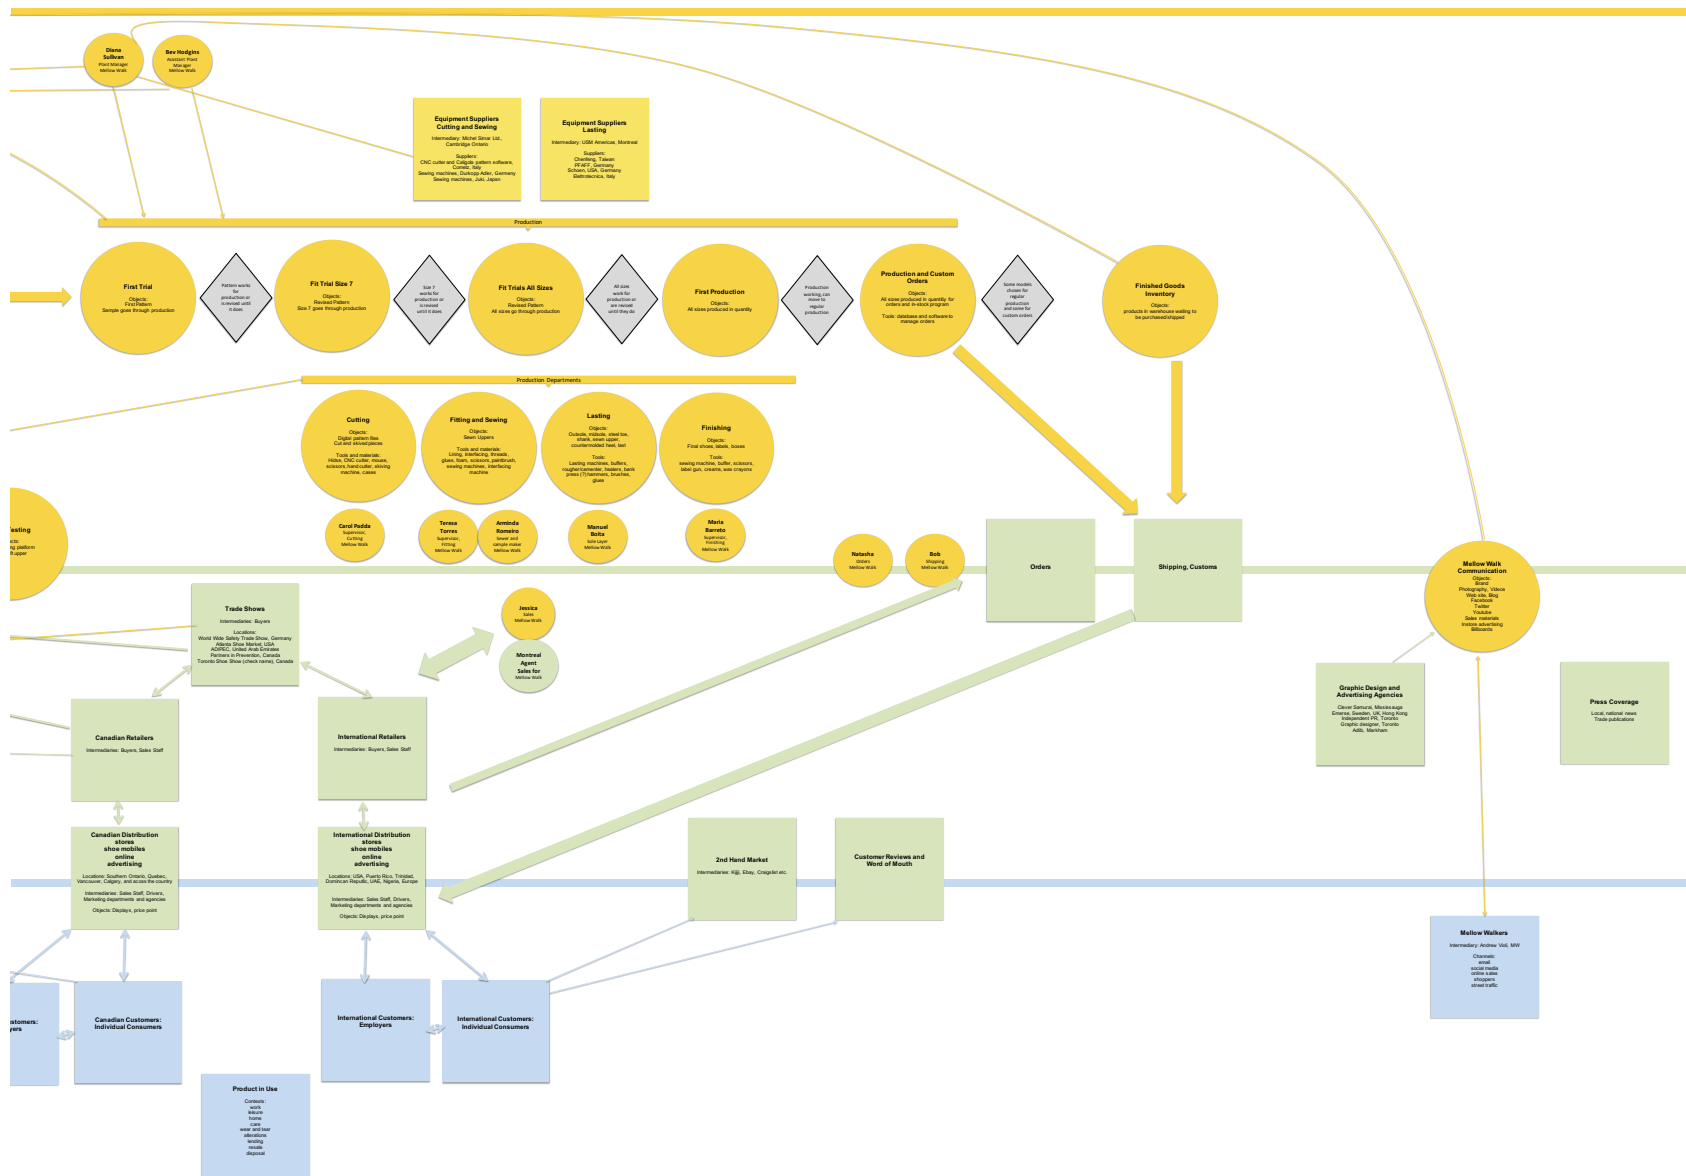 Diana
Sullivan
Plant Manager
Mellow Walk
Bev Hodgins
Assistant Plant
Manager
Mellow Walk
Equipment Suppliers
Cutting and Sewing
Intermediary: Michel Simar Ltd.,
Cambridge Ontario
Suppliers:
CNC cutter and Caligola pattern software,
Comelz, Italy
Sewing machines, Durkopp Adler, Germany
Sewing machines, Juki, Japan
Equipment Suppliers
Lasting
Intermediary: USM Americas, Montreal
Suppliers:
Chenfeng, Taiwan
PFAFF, Germany
Schoen, USA, Germany
Elettrotecnica, Italy
Production
First Trial
Objects:
First Pattern
Sample goes through production
Pattern works
for
production or
is revised until
it does
Fit Trial Size 7
Objects:
Revised Pattern
Size 7 goes through production
Size 7
works for
production or
is revised
until it does
Fit Trials All Sizes
Objects:
Revised Pattern
All sizes go through production
All sizes
work for
production or
are revised
until they do
First Production
Objects:
All sizes produced in quantity
Production
working, can
move to
regular
production
Production and Custom
Orders
Objects:
All sizes produced in quantity for
orders and in-stock program
Tools: database and software to
manage orders
Some models
chosen for
regular
production
and some for
custom orders
Finished Goods
Inventory
Objects:
products in warehouse waiting to
be purchased/shipped
Production Departments
Cutting
Objects:
Digital pattern files
Cut and skived pieces
Tools and materials:
Hides, CNC cutter, mouse,
scissors, hand cutter, skiving
machine, cases
Fitting and Sewing
Objects:
Sewn Uppers
Tools and materials:
Lining, interfacing, threads,
glues, foam, scissors, paintbrush,
sewing machines, interfacing
machine
Lasting
Objects:
Outsole, midsole, steel toe,
shank, sewn upper,
counter molded heel, last
Tools:
Lasting machines, buffers,
rougher/cementer, heaters, bank
press (?) hammers, brushes,
glues
Finishing
Objects:
Final shoes, labels, boxes
Tools:
sewing machine, buffer, scissors,
label gun, creams, wax crayons
Carol Padda
Supervisor,
Cutting
Mellow Walk
Teresa
Torres
Supervisor,
Fitting
Mellow Walk
Arminda
Romeiro
Sewer and
sample maker
Mellow Walk
Manuel
Boita
Sole Layer
Mellow Walk
Maria
Barreto
Supervisor,
Finishing
Mellow Walk
Natasha
Orders
Mellow Walk
Bob
Shipping
Mellow Walk
Orders
Shipping, Customs
Mellow Walk
Communication
Objects:
Brand
Photography, Videos
Web site, Blog
Facebook
Twitter
Youtube
Sales materials
Instore advertising
Billboards
esting
ects:
ng platform
ft upper
Trade Shows
Intermediaries: Buyers
Locations:
World Wide Safety Trade Show, Germany
Atlanta Shoe Market, USA
ADIPEC, United Arab Emirates
Partners in Prevention, Canada
Toronto Shoe Show (check name), Canada
Jessica
Sales
Mellow Walk
Montreal
Agent
Sales for
Mellow Walk
Canadian Retailers
Intermediaries: Buyers, Sales Staff
International Retailers
Intermediaries: Buyers, Sales Staff
Graphic Design and
Advertising Agencies
Clever Samurai, Mississauga
Emerse, Sweden, UK, Hong Kong
Independent PR, Toronto
Graphic designer, Toronto
Adib, Markham
Press Coverage
Local, national news
Trade publications
Canadian Distribution
stores
shoe mobiles
online
advertising
Locations: Southern Ontario, Quebec,
Vancouver, Calgary, and across the country
Intermediaries: Sales Staff, Drivers,
Marketing departments and agencies
Objects: Displays, price point
International Distribution
stores
shoe mobiles
online
advertising
Locations: USA, Puerto Rico, Trinidad,
Dominican Republic, UAE, Nigeria, Europe
Intermediaries: Sales Staff, Drivers,
Marketing departments and agencies
Objects: Displays, price point
2nd Hand Market
Intermediaries: Kijiji, Ebay, Craigslist etc.
Customer Reviews and
Word of Mouth
Mellow Walkers
Intermediary: Andrew Violi, MW
Channels:
email
social media
online sales
shoppers
street traffic
ustomers:
yers
Canadian Customers:
Individual Consumers
International Customers:
Employers
International Customers:
Individual Consumers
Product in Use
Contexts:
work
leisure
home
care
wear and tear
alterations
lending
resale
disposal